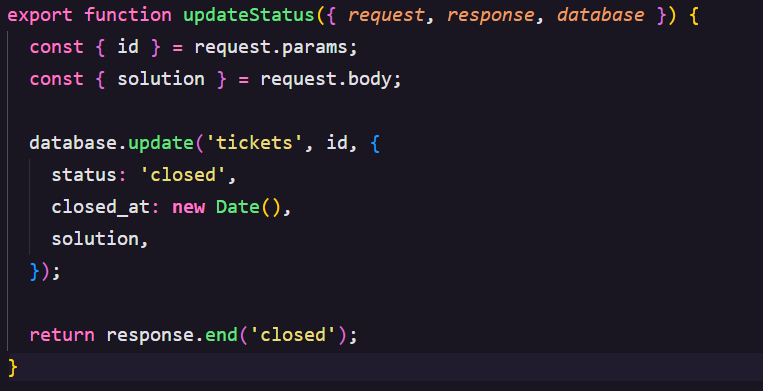 export function updateStatus({ request, response, database }) {
  const { id } = request.params;
  const { solution } = request.body;

  database.update('tickets', id, {
    status: 'closed',
    closed_at: new Date(),
    solution,
  });

  return response.end('closed');
}